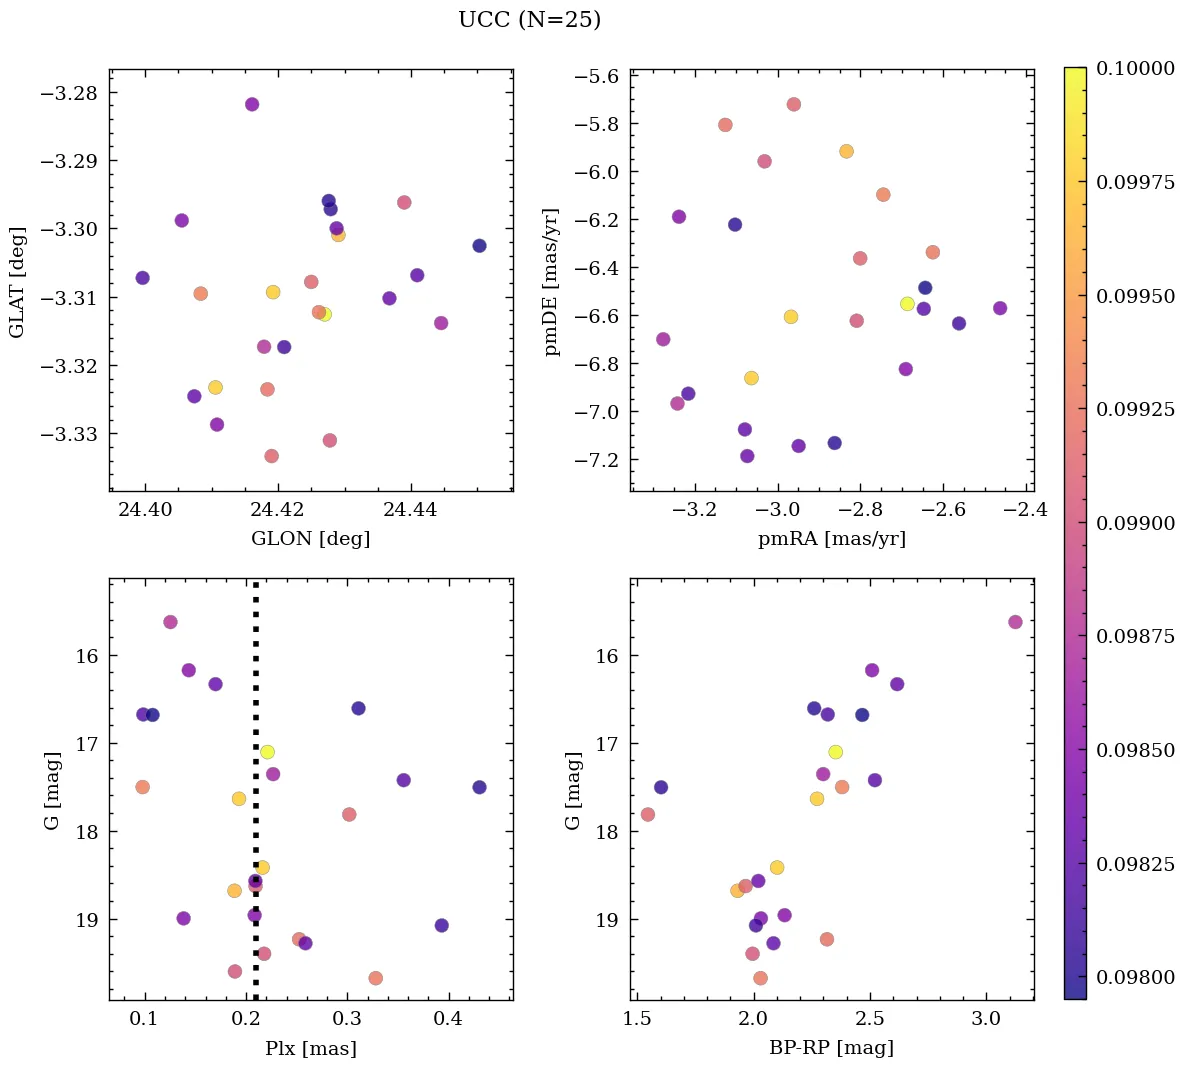 UCC (N=25)
−3.28
−3.29
−3.30
−3.31
−3.32
−3.33
GLAT [deg]
24.40 24.42 24.44
GLON [deg]
−5.6
−5.8
−6.0
−6.2
−6.4
−6.6
−6.8
−7.0
−7.2
pmDE [mas/yr]
−3.2 −3.0 −2.8 −2.6 −2.4
pmRA [mas/yr]
16
17
18
19
G [mag]
0.1 0.2 0.3 0.4
Plx [mas]
16
17
18
19
G [mag]
1.5 2.0 2.5 3.0
BP-RP [mag]
0.10000
0.09975
0.09950
0.09925
0.09900
0.09875
0.09850
0.09825
0.09800